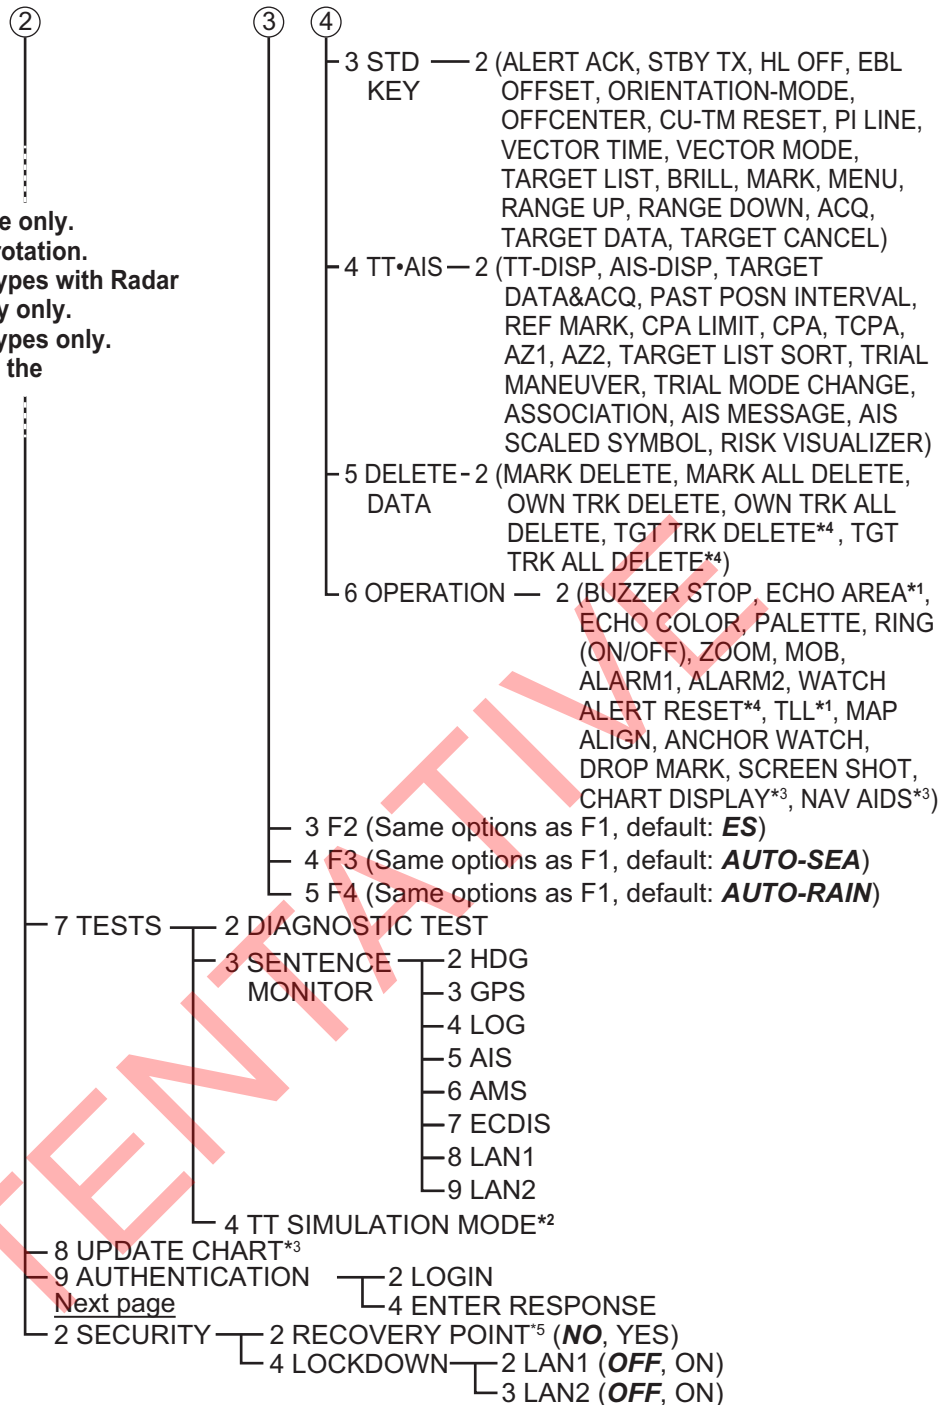 2 3 4
3 STD KEY 2 (ALERT ACK, STBY TX, HL OFF, EBL
OFFSET, ORIENTATION-MODE,
OFFCENTER, CU-TM RESET, PI LINE,
VECTOR TIME, VECTOR MODE,
TARGET LIST, BRILL, MARK, MENU,
RANGE UP, RANGE DOWN, ACQ,
TARGET DATA, TARGET CANCEL)
e only.
rotation.
ypes with Radar
y only.
ypes only.
the
4 TT•AIS 2 (TT-DISP, AIS-DISP, TARGET
DATA&ACQ, PAST POSN INTERVAL,
REF MARK, CPA LIMIT, CPA, TCPA,
AZ1, AZ2, TARGET LIST SORT, TRIAL
MANEUVER, TRIAL MODE CHANGE,
ASSOCIATION, AIS MESSAGE, AIS
SCALED SYMBOL, RISK VISUALIZER)
5 DELETE DATA 2 (MARK DELETE, MARK ALL DELETE,
OWN TRK DELETE, OWN TRK ALL
DELETE, TGT TRK DELETE*4, TGT
TRK ALL DELETE*4)
6 OPERATION 2 (BUZZER STOP, ECHO AREA*1,
ECHO COLOR, PALETTE, RING
(ON/OFF), ZOOM, MOB,
ALARM1, ALARM2, WATCH
ALERT RESET*4, TLL*1, MAP
ALIGN, ANCHOR WATCH,
DROP MARK, SCREEN SHOT,
CHART DISPLAY*3, NAV AIDS*3)
3 F2 (Same options as F1, default: ES)
4 F3 (Same options as F1, default: AUTO-SEA)
5 F4 (Same options as F1, default: AUTO-RAIN)
7 TESTS 2 DIAGNOSTIC TEST
3 SENTENCE MONITOR 2 HDG
3 GPS
4 LOG
5 AIS
6 AMS
7 ECDIS
8 LAN1
9 LAN2
4 TT SIMULATION MODE*2
8 UPDATE CHART*3
9 AUTHENTICATION 2 LOGIN
4 ENTER RESPONSE
Next page
2 SECURITY 2 RECOVERY POINT*5 (NO, YES)
4 LOCKDOWN 2 LAN1 (OFF, ON)
3 LAN2 (OFF, ON)
TENTATIVE